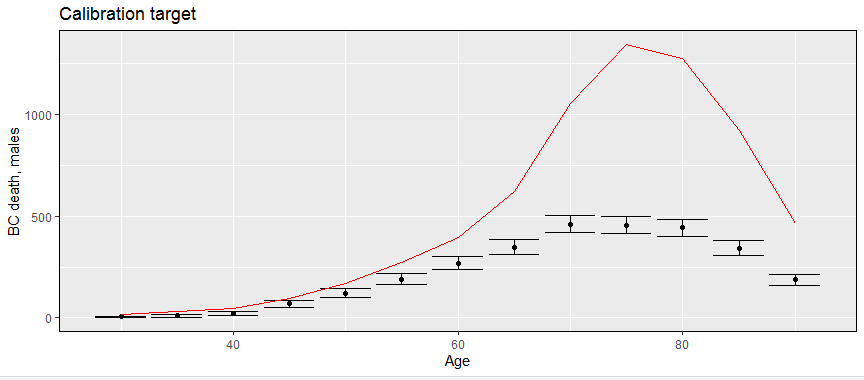 Calibration target
BC death, males
1000
500
0
40
60
80
Age